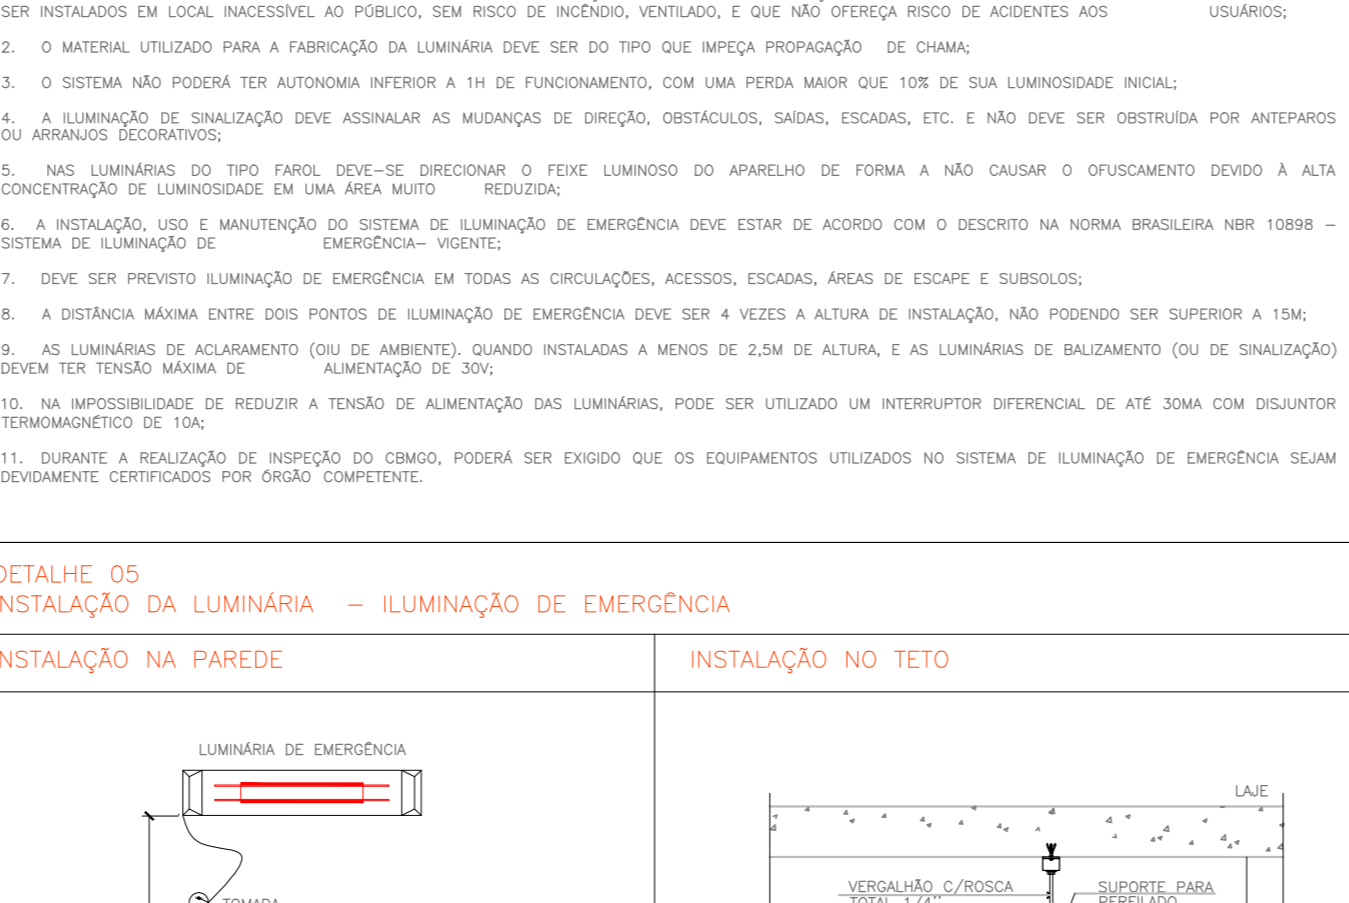 SER INSTALADOS EM LOCAL INACESSÍVEL AO PÚBLICO, SEM RISCO DE INCÊNDIO, VENTILADO, E QUE NÃO OFEREÇA RISCO DE ACIDENTES AOS USUÁRIOS;
2. O MATERIAL UTILIZADO PARA A FABRICAÇÃO DA LUMINÁRIA DEVE SER DO TIPO QUE IMPEÇA PROPAGAÇÃO DE CHAMA;
3. O SISTEMA NÃO PODERÁ TER AUTONOMIA INFERIOR A 1H DE FUNCIONAMENTO, COM UMA PERDA MAIOR QUE 10% DE SUA LUMINOSIDADE INICIAL;
4. A ILUMINAÇÃO DE SINALIZAÇÃO DEVE ASSINALAR AS MUDANÇAS DE DIREÇÃO, OBSTÁCULOS, SAÍDAS, ESCADAS, ETC. E NÃO DEVE SER OBSTRUÍDA POR ANTEPAROS
OU ARRANJOS DECORATIVOS;
5. NAS LUMINÁRIAS DO TIPO FAROL DEVE-SE DIRECIONAR O FEIXE LUMINOSO DO APARELHO DE FORMA A NÃO CAUSAR O OFUSCAMENTO DEVIDO À ALTA
CONCENTRAÇÃO DE LUMINOSIDADE EM UMA ÁREA MUITO REDUZIDA;
6. A INSTALAÇÃO, USO E MANUTENÇÃO DO SISTEMA DE ILUMINAÇÃO DE EMERGÊNCIA DEVE ESTAR DE ACORDO COM O DESCRITO NA NORMA BRASILEIRA NBR 10898 –
SISTEMA DE ILUMINAÇÃO DE EMERGÊNCIA– VIGENTE;
7. DEVE SER PREVISTO ILUMINAÇÃO DE EMERGÊNCIA EM TODAS AS CIRCULAÇÕES, ACESSOS, ESCADAS, ÁREAS DE ESCAPE E SUBSOLOS;
8. A DISTÂNCIA MÁXIMA ENTRE DOIS PONTOS DE ILUMINAÇÃO DE EMERGÊNCIA DEVE SER 4 VEZES A ALTURA DE INSTALAÇÃO, NÃO PODENDO SER SUPERIOR A 15M;
9. AS LUMINÁRIAS DE ACLARAMENTO (OIU DE AMBIENTE). QUANDO INSTALADAS A MENOS DE 2,5M DE ALTURA, E AS LUMINÁRIAS DE BALIZAMENTO (OU DE SINALIZAÇÃO)
DEVEM TER TENSÃO MÁXIMA DE ALIMENTAÇÃO DE 30V;
10. NA IMPOSSIBILIDADE DE REDUZIR A TENSÃO DE ALIMENTAÇÃO DAS LUMINÁRIAS, PODE SER UTILIZADO UM INTERRUPTOR DIFERENCIAL DE ATÉ 30MA COM DISJUNTOR
TERMOMAGNÉTICO DE 10A;
11. DURANTE A REALIZAÇÃO DE INSPEÇÃO DO CBMGO, PODERÁ SER EXIGIDO QUE OS EQUIPAMENTOS UTILIZADOS NO SISTEMA DE ILUMINAÇÃO DE EMERGÊNCIA SEJAM
DEVIDAMENTE CERTIFICADOS POR ÓRGÃO COMPETENTE.
DETALHE 05
INSTALAÇÃO DA LUMINÁRIA – ILUMINAÇÃO DE EMERGÊNCIA
INSTALAÇÃO NA PAREDE
INSTALAÇÃO NO TETO
LUMINÁRIA DE EMERGÊNCIA
TOMADA
LAJE
VERGALHÃO C/ROSCA
TOTAL 1/4''
SUPORTE PARA
PERFILADO